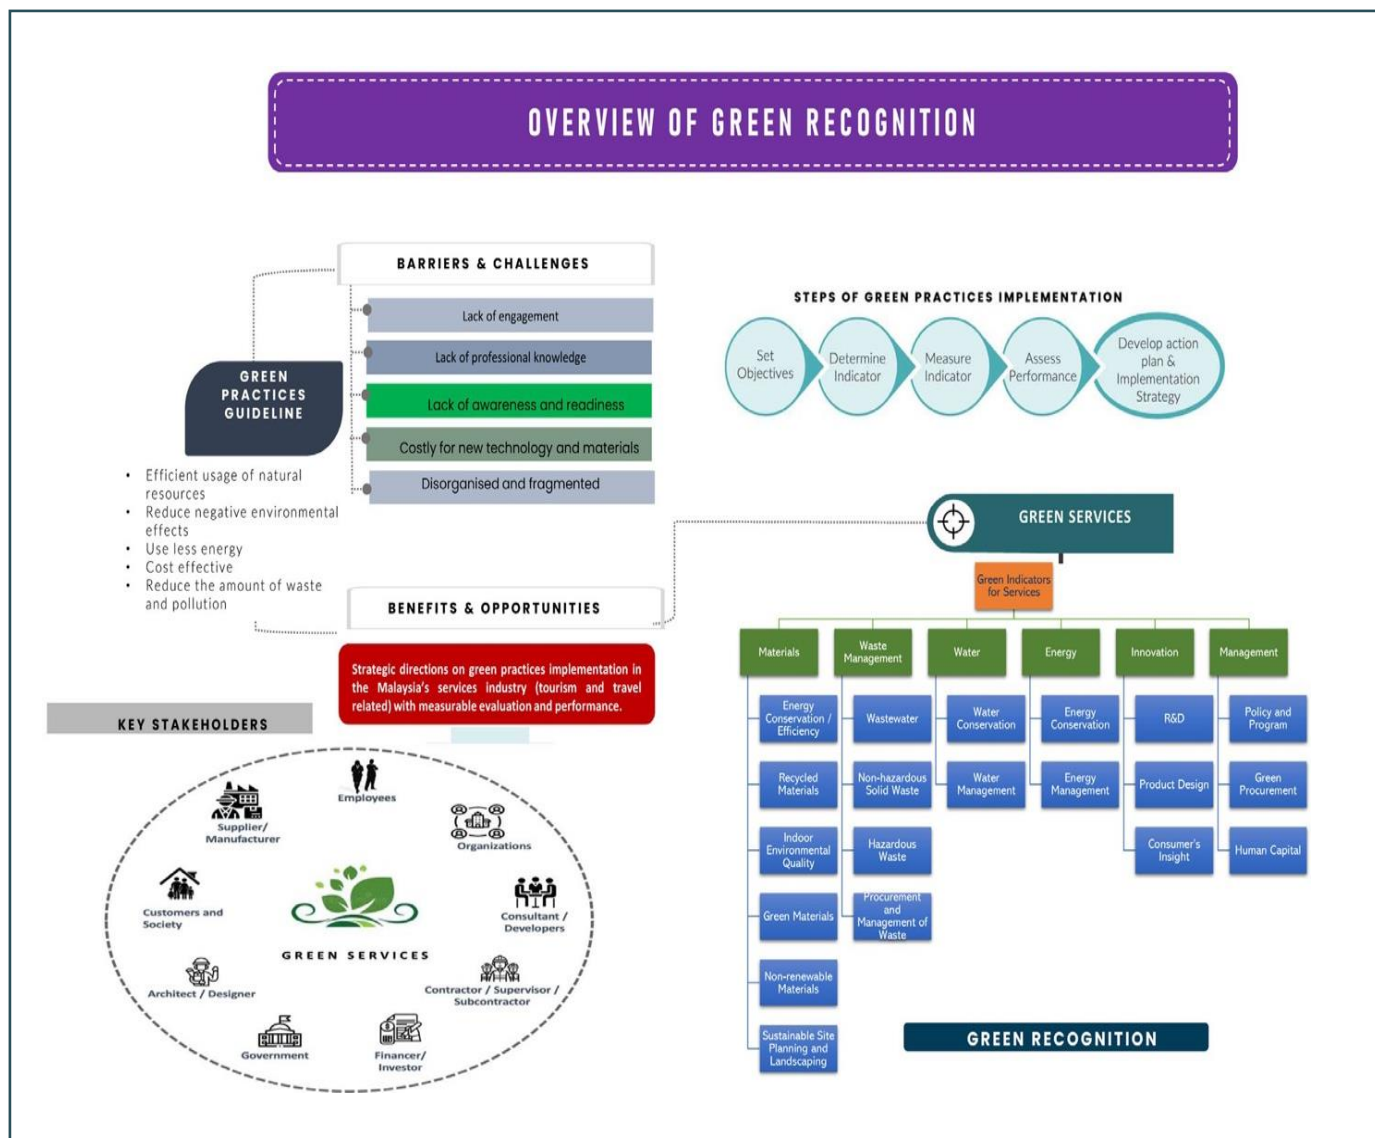 OVERVIEW OF GREEN RECOGNITION
BARRIERS & CHALLENGES
Lack of engagement
Lack of professional knowledge
Lack of awareness and readiness
Costly for new technology and materials
Disorganised and fragmented
GREEN
PRACTICES
GUIDELINE
• Efficient usage of natural
resources
• Reduce negative environmental
effects
• Use less energy
• Cost effective
• Reduce the amount of waste
and pollution
BENEFITS & OPPORTUNITIES
Strategic directions on green practices implementation in
the Malaysia's services industry (tourism and travel
related) with measurable evaluation and performance.
KEY STAKEHOLDERS
Employees
Supplier/
Manufacturer
Organizations
Customers and
Society
Consultant /
Developers
GREEN SERVICES
Architect / Designer
Contractor / Supervisor /
Subcontractor
Government
Financer/
Investor
STEPS OF GREEN PRACTICES IMPLEMENTATION
Set
Objectives
Determine
Indicator
Measure
Indicator
Assess
Performance
Develop action
plan &
Implementation
Strategy
GREEN SERVICES
Green Indicators
for Services
Materials
Energy
Conservation /
Efficiency
Recycled
Materials
Indoor
Environmental
Quality
Green Materials
Non-renewable
Materials
Sustainable Site
Planning and
Landscaping
Waste
Management
Wastewater
Non-hazardous
Solid Waste
Hazardous
Waste
Procurement
and
Management of
Waste
Water
Water
Conservation
Water
Management
Energy
Energy
Conservation
Energy
Management
Innovation
R&D
Product Design
Consumer's
Insight
Management
Policy and
Program
Green
Procurement
Human Capital
GREEN RECOGNITION